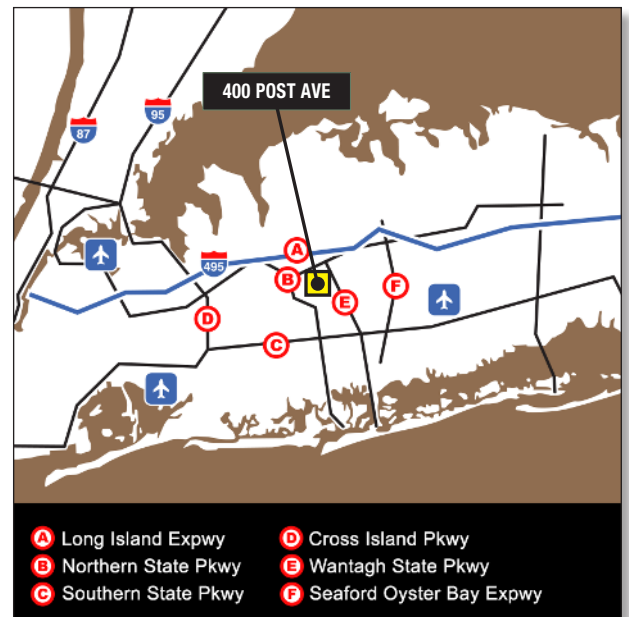 400 POST AVE
95
87
A
495
B
E
F
D
C
A Long Island Expwy
B Northern State Pkwy
C Southern State Pkwy
D Cross Island Pkwy
E Wantagh State Pkwy
F Seaford Oyster Bay Expwy